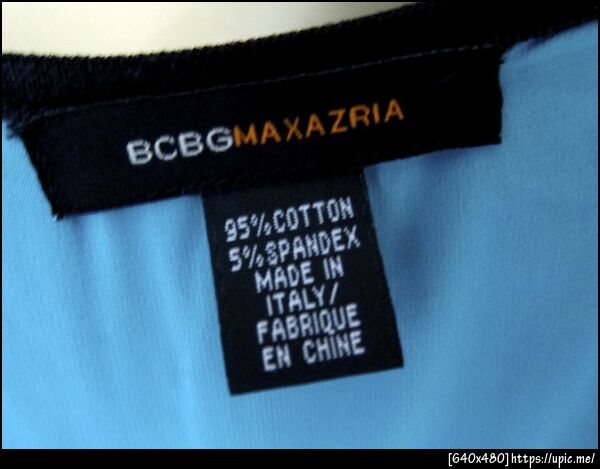 BCBGMAXAZRIA
95%COTTON
5%SPANDEX
MADE IN
ITALY/
FABRIQUE
EN CHINE
[640x480]https://upic.me/